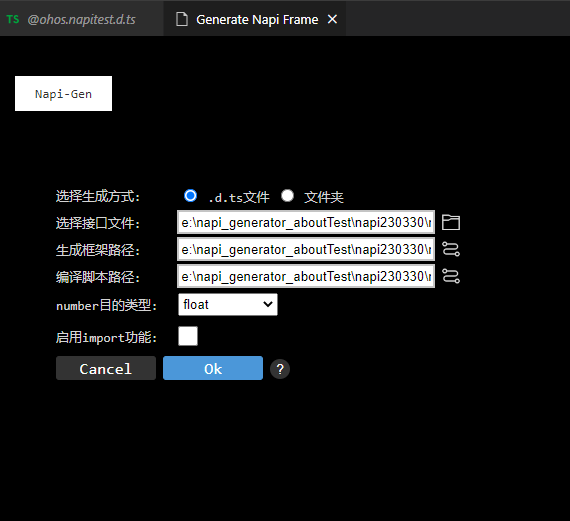 TS @ohos.napitest.d.ts Generate Napi Frame
Napi-Gen
选择生成方式: .d.ts文件 文件夹
选择接口文件: e:\napi_generator_aboutTest\napi230330\
生成框架路径: e:\napi_generator_aboutTest\napi230330\
编译脚本路径: e:\napi_generator_aboutTest\napi230330\
number目的类型: float
启用import功能:
Cancel Ok ?